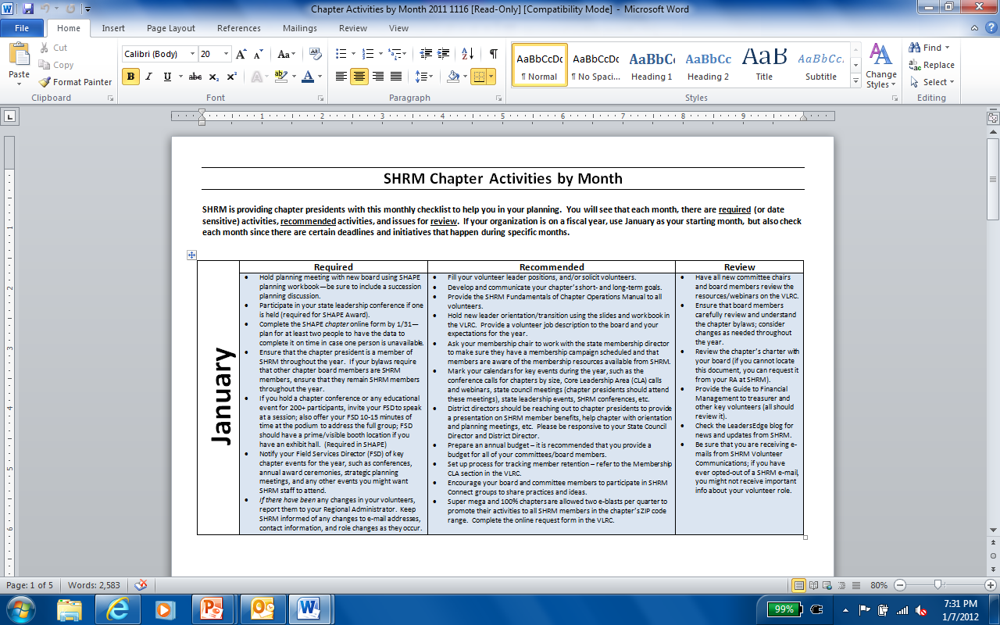 Chapter Activities by Month 2011 1116 [Read-Only] [Compatibility Mode] - Microsoft Word
File Home Insert Page Layout References Mailings Review View
Paste
Cut
Copy
Format Painter
Clipboard
Calibri (Body) 20
Font
Paragraph
AaBbCcDc AaBbCcDc AaBbCc AaBbCc AaB AaBbCc.
¶ Normal ¶ No Spaci... Heading 1 Heading 2 Title Subtitle
Change Styles
Styles
Find
Replace
Select
Editing
1 2 3 4 5 6 7 8 9
SHRM Chapter Activities by Month
SHRM is providing chapter presidents with this monthly checklist to help you in your planning. You will see that each month, there are required (or date
sensitive) activities, recommended activities, and issues for review. If your organization is on a fiscal year, use January as your starting month, but also check
each month since there are certain deadlines and initiatives that happen during specific months.
January
Required
• Hold planning meeting with new board using SHAPE
planning workbook—be sure to include a succession
planning discussion.
• Participate in your state leadership conference if one
is held (required for SHAPE Award).
• Complete the SHAPE chapter online form by 1/31—
plan for at least two people to have the data to
complete it on time in case one person is unavailable.
• Ensure that the chapter president is a member of
SHRM throughout the year. If your bylaws require
that other chapter board members are SHRM
members, ensure that they remain SHRM members
throughout the year.
• If you hold a chapter conference or any educational
event for 200+ participants, invite your FSD to speak
at a session; also offer your FSD 10-15 minutes of
time at the podium to address the full group; FSD
should have a prime/visible booth location if you
have an exhibit hall. (Required in SHAPE)
• Notify your Field Services Director (FSD) of key
chapter events for the year, such as conferences,
annual award ceremonies, strategic planning
meetings, and any other events you might want
SHRM staff to attend.
• If there have been any changes in your volunteers,
report them to your Regional Administrator. Keep
SHRM informed of any changes to e-mail addresses,
contact information, and role changes as they occur.
Recommended
• Fill your volunteer leader positions, and/or solicit volunteers.
• Develop and communicate your chapter's short- and long-term goals.
• Provide the SHRM Fundamentals of Chapter Operations Manual to all
volunteers.
• Hold new leader orientation/transition using the slides and workbook in
the VLRC. Provide a volunteer job description to the board and your
expectations for the year.
• Ask your membership chair to work with the state membership director
to make sure they have a membership campaign scheduled and that
members are aware of the membership resources available from SHRM.
• Mark your calendars for key events during the year, such as the
conference calls for chapters by size, Core Leadership Area (CLA) calls
and webinars, state council meetings (chapter presidents should attend
these meetings), state leadership events, SHRM conferences, etc.
• District directors should be reaching out to chapter presidents to provide
a presentation on SHRM member benefits, help chapter with orientation
and planning meetings, etc. Please be responsive to your State Council
Director and District Director.
• Prepare an annual budget – it is recommended that you provide a
budget for all of your committees/board members.
• Set up process for tracking member retention – refer to the Membership
CLA section in the VLRC.
• Encourage your board and committee members to participate in SHRM
Connect groups to share practices and ideas.
• Super mega and 100% chapters are allowed two e-blasts per quarter to
promote their activities to all SHRM members in the chapter's ZIP code
range. Complete the online request form in the VLRC.
Review
• Have all new committee chairs
and board members review the
resources/webinars on the VLRC.
• Ensure that board members
carefully review and understand
the chapter bylaws; consider
changes as needed throughout
the year.
• Review the chapter's charter with
your board (if you cannot locate
this document, you can request it
from your RA at SHRM).
• Provide the Guide to Financial
Management to treasurer and
other key volunteers (all should
review it).
• Check the LeadersEdge blog for
news and updates from SHRM.
• Be sure that you are receiving e-
mails from SHRM Volunteer
Communications; if you have
ever opted-out of a SHRM e-mail,
you might not receive important
info about your volunteer role.
Page: 1 of 5 Words: 2,583 80%
99%
7:31 PM
1/7/2012